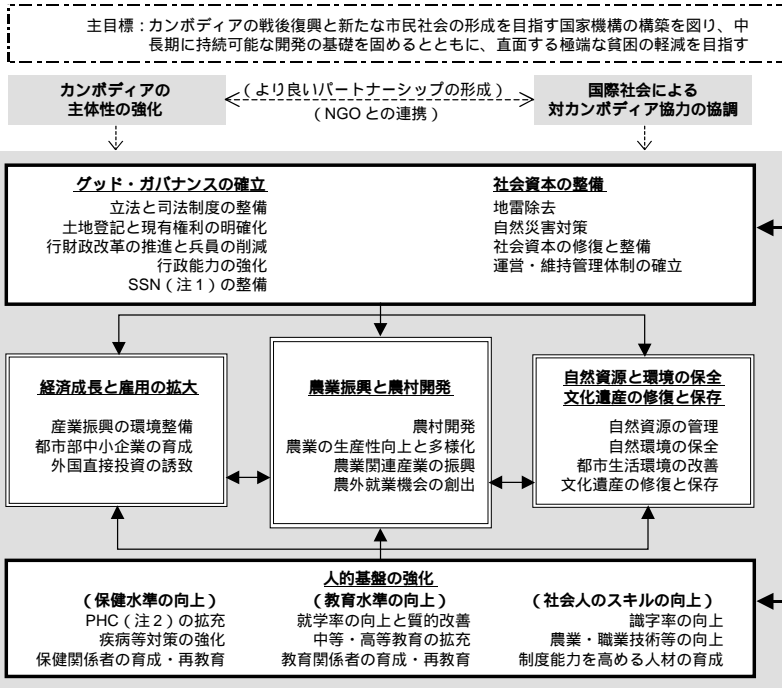 主目標：カンボディアの戦後復興と新たな市民社会の形成を目指す国家機構の構築を図り、中
長期に持続可能な開発の基礎を固めるとともに、直面する極端な貧困の軽減を目指す
カンボディアの
主体性の強化
（より良いパートナーシップの形成）
（NGO との連携）
国際社会による
対カンボディア協力の協調
グッド・ガバナンスの確立
立法と司法制度の整備
土地登記と現有権利の明確化
行財政改革の推進と兵員の削減
行政能力の強化
SSN（注１）の整備
社会資本の整備
地雷除去
自然災害対策
社会資本の修復と整備
運営・維持管理体制の確立
経済成長と雇用の拡大
産業振興の環境整備
都市部中小企業の育成
外国直接投資の誘致
農業振興と農村開発
農村開発
農業の生産性向上と多様化
農業関連産業の振興
農外就業機会の創出
自然資源と環境の保全
文化遺産の修復と保存
自然資源の管理
自然環境の保全
都市生活環境の改善
文化遺産の修復と保存
人的基盤の強化
（保健水準の向上）
PHC（注２）の拡充
疾病等対策の強化
保健関係者の育成・再教育
（教育水準の向上）
就学率の向上と質的改善
中等・高等教育の拡充
教育関係者の育成・再教育
（社会人のスキルの向上）
識字率の向上
農業・職業技術等の向上
制度能力を高める人材の育成